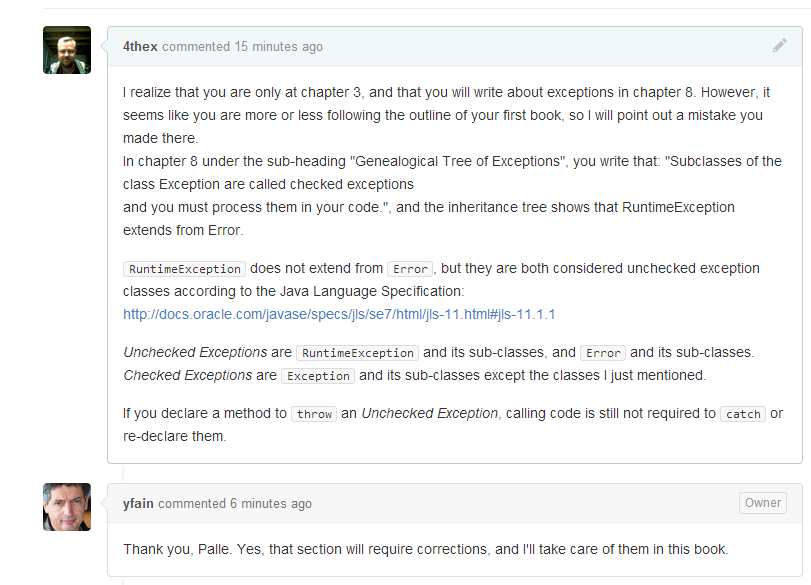 4thex commented 15 minutes ago
I realize that you are only at chapter 3, and that you will write about exceptions in chapter 8. However, it
seems like you are more or less following the outline of your first book, so I will point out a mistake you
made there.
In chapter 8 under the sub-heading "Genealogical Tree of Exceptions", you write that: "Subclasses of the
class Exception are called checked exceptions
and you must process them in your code.", and the inheritance tree shows that RuntimeException
extends from Error.
RuntimeException does not extend from Error, but they are both considered unchecked exception
classes according to the Java Language Specification:
http://docs.oracle.com/javase/specs/jls/se7/html/jls-11.html#jls-11.1.1
Unchecked Exceptions are RuntimeException and its sub-classes, and Error and its sub-classes.
Checked Exceptions are Exception and its sub-classes except the classes I just mentioned.
If you declare a method to throw an Unchecked Exception, calling code is still not required to catch or
re-declare them.
yfain commented 6 minutes ago Owner
Thank you, Palle. Yes, that section will require corrections, and I'll take care of them in this book.